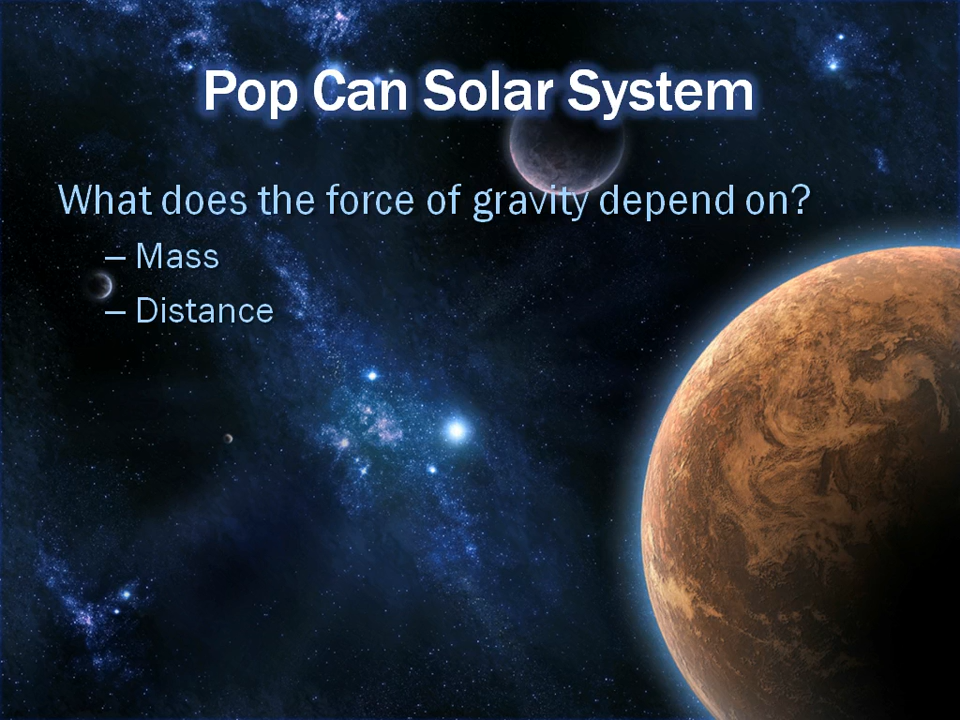 Pop Can Solar System
What does the force of gravity depend on?
– Mass
– Distance